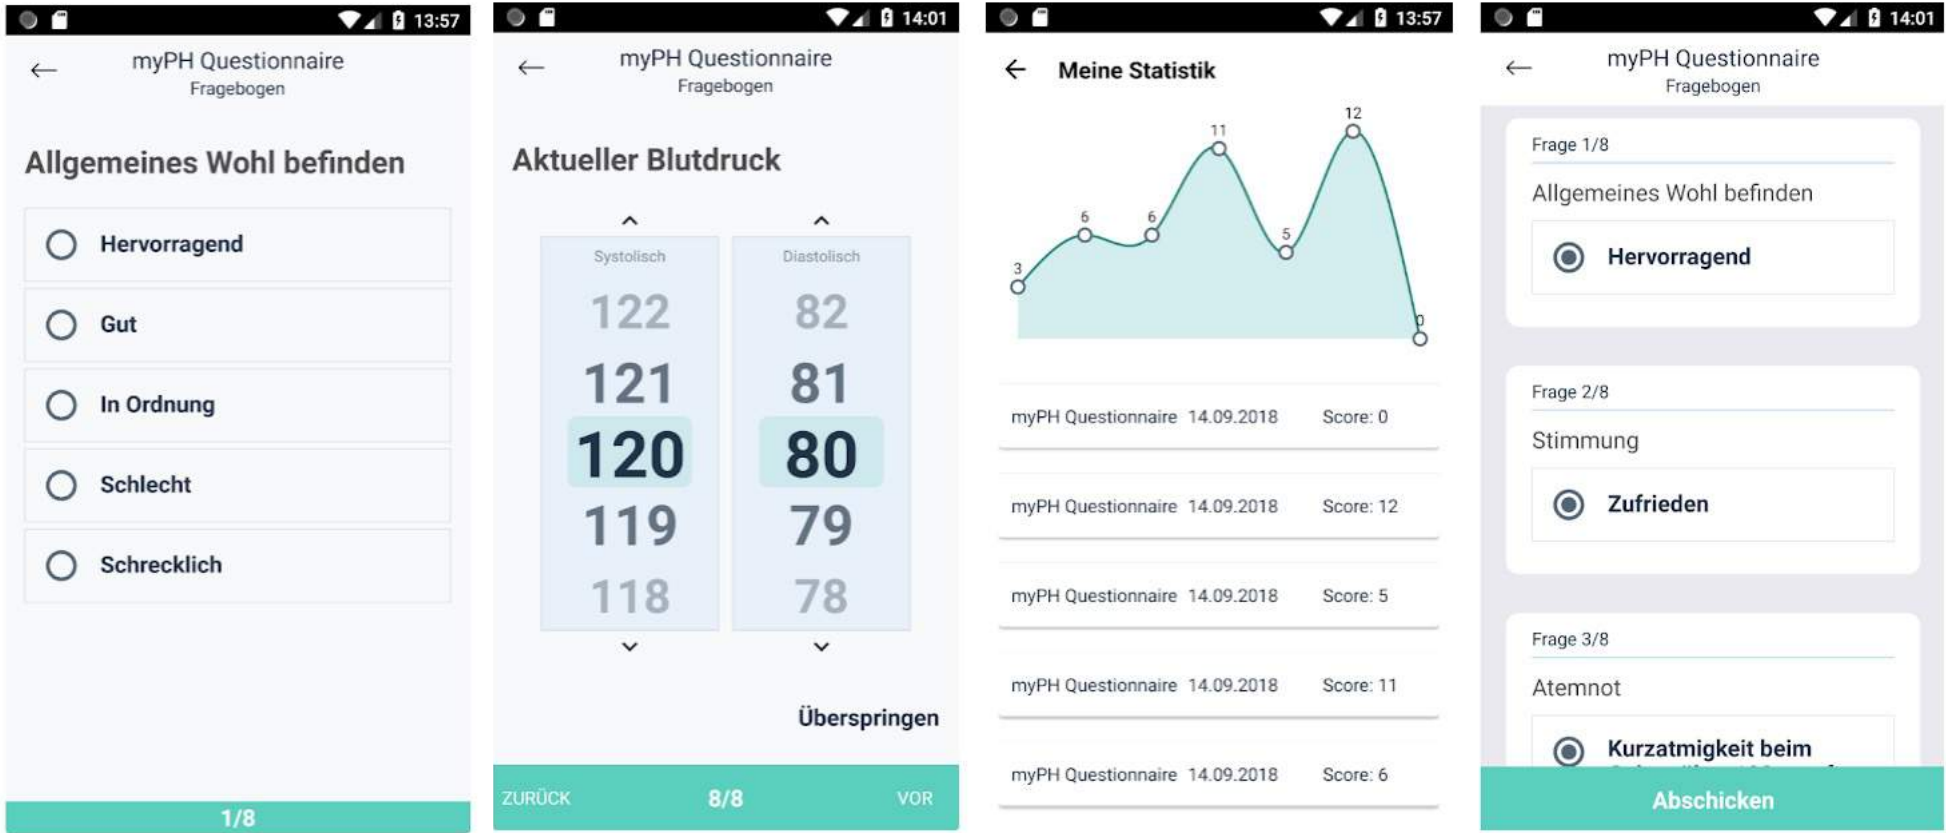 13:57
myPH Questionnaire
Fragebogen
Allgemeines Wohl befinden
Hervorragend
Gut
In Ordnung
Schlecht
Schrecklich
1/8
14:01
myPH Questionnaire
Fragebogen
Aktueller Blutdruck
Systolisch Diastolisch
122 82
121 81
120 80
119 79
118 78
Überspringen
ZURÜCK 8/8 VOR
13:57
Meine Statistik
3
6
6
11
5
12
0
myPH Questionnaire 14.09.2018 Score: 0
myPH Questionnaire 14.09.2018 Score: 12
myPH Questionnaire 14.09.2018 Score: 5
myPH Questionnaire 14.09.2018 Score: 11
myPH Questionnaire 14.09.2018 Score: 6
14:01
myPH Questionnaire
Fragebogen
Frage 1/8
Allgemeines Wohl befinden
Hervorragend
Frage 2/8
Stimmung
Zufrieden
Frage 3/8
Atemnot
Kurzatmigkeit beim
Abschicken